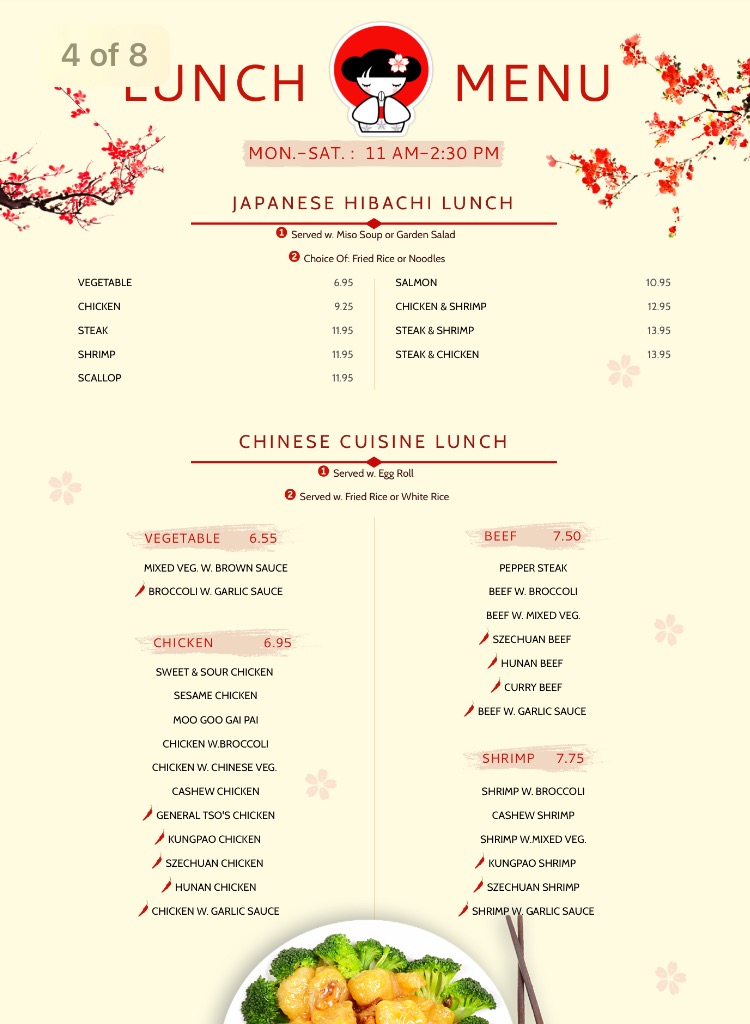 4 of 8
LUNCH MENU
MON.-SAT. : 11 AM-2:30 PM
JAPANESE HIBACHI LUNCH
1 Served w. Miso Soup or Garden Salad
2 Choice Of: Fried Rice or Noodles
VEGETABLE 6.95
CHICKEN 9.25
STEAK 11.95
SHRIMP 11.95
SCALLOP 11.95
SALMON 10.95
CHICKEN & SHRIMP 12.95
STEAK & SHRIMP 13.95
STEAK & CHICKEN 13.95
CHINESE CUISINE LUNCH
1 Served w. Egg Roll
2 Served w. Fried Rice or White Rice
VEGETABLE 6.55
MIXED VEG. W. BROWN SAUCE
BROCCOLI W. GARLIC SAUCE
CHICKEN 6.95
SWEET & SOUR CHICKEN
SESAME CHICKEN
MOO GOO GAI PAI
CHICKEN W.BROCCOLI
CHICKEN W. CHINESE VEG.
CASHEW CHICKEN
GENERAL TSO'S CHICKEN
KUNGPAO CHICKEN
SZECHUAN CHICKEN
HUNAN CHICKEN
CHICKEN W. GARLIC SAUCE
BEEF 7.50
PEPPER STEAK
BEEF W. BROCCOLI
BEEF W. MIXED VEG.
SZECHUAN BEEF
HUNAN BEEF
CURRY BEEF
BEEF W. GARLIC SAUCE
SHRIMP 7.75
SHRIMP W. BROCCOLI
CASHEW SHRIMP
SHRIMP W.MIXED VEG.
KUNGPAO SHRIMP
SZECHUAN SHRIMP
SHRIMP W. GARLIC SAUCE